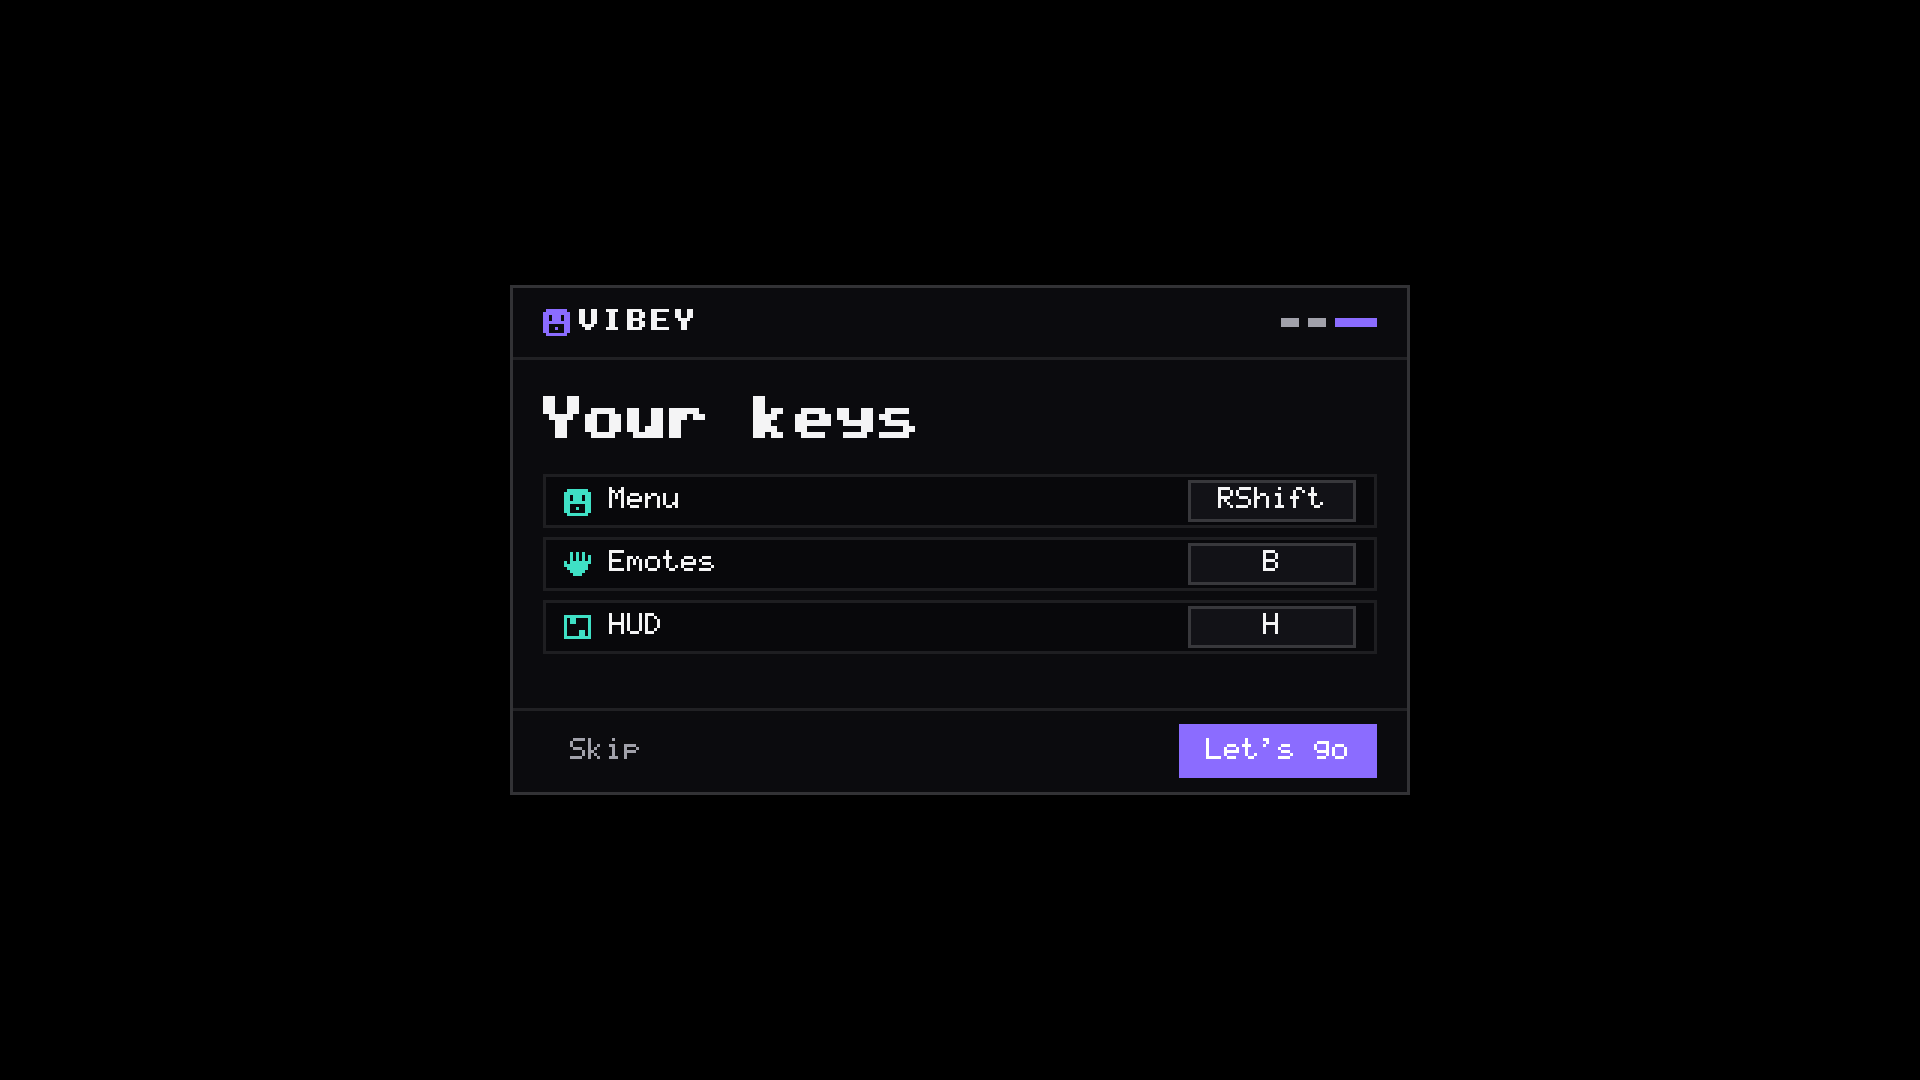 VIBEY
Your keys
Menu RShift
Emotes B
HUD H
Skip Let's go